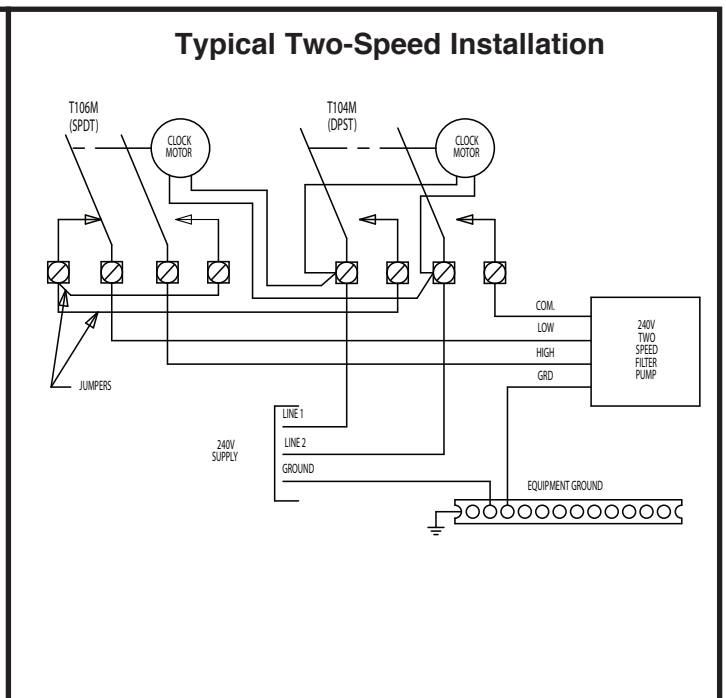 Typical Two-Speed Installation
T106M
(SPDT)
CLOCK
MOTOR
T104M
(DPST)
CLOCK
MOTOR
COM.
LOW
HIGH
GRD
240V
TWO
SPEED
FILTER
PUMP
JUMPERS
240V
SUPPLY
LINE 1
LINE 2
GROUND
EQUIPMENT GROUND